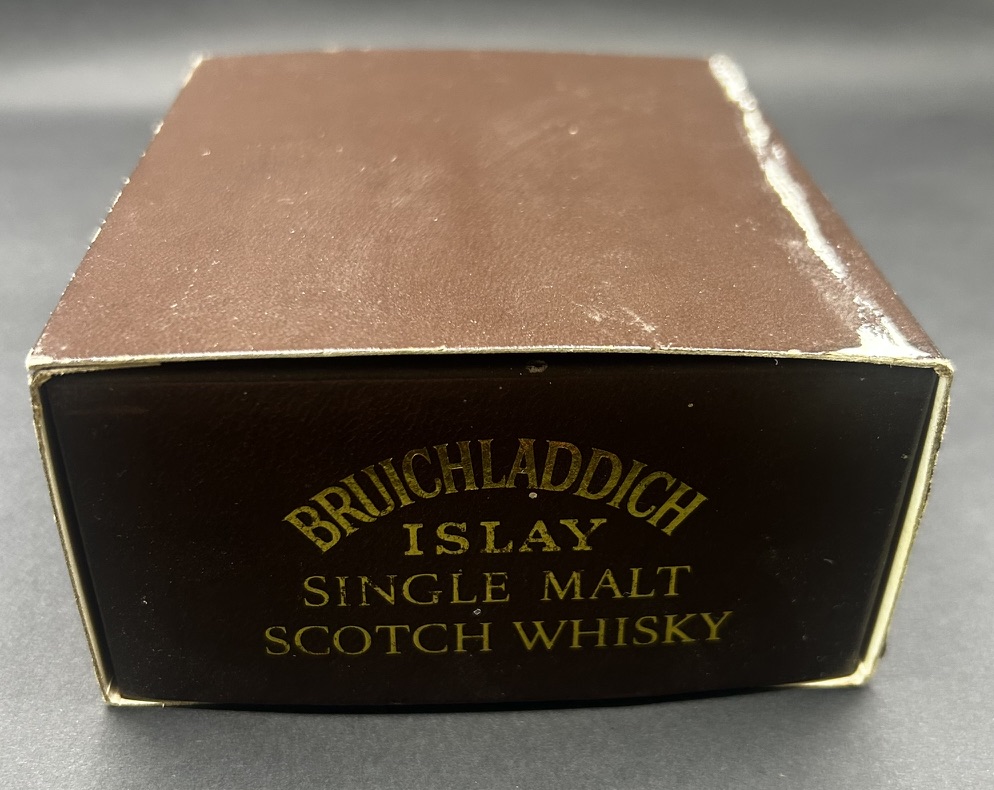 BRUICHLADDICH
ISLAY
SINGLE MALT
SCOTCH WHISKY